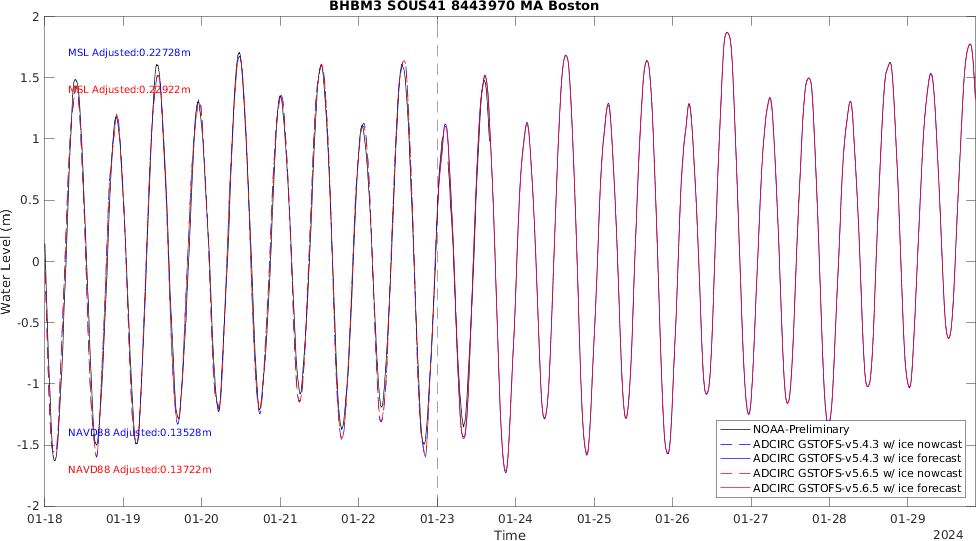 BHBM3 SOUS41 8443970 MA Boston
2
1.5
1
0.5
0
-0.5
-1
-1.5
-2
Water Level (m)
MSL Adjusted:0.22728m
MSL Adjusted:0.22922m
NAVD88 Adjusted:0.13528m
NAVD88 Adjusted:0.13722m
NOAA-Preliminary
ADCIRC GSTOFS-v5.4.3 w/ ice nowcast
ADCIRC GSTOFS-v5.4.3 w/ ice forecast
ADCIRC GSTOFS-v5.6.5 w/ ice nowcast
ADCIRC GSTOFS-v5.6.5 w/ ice forecast
01-18 01-19 01-20 01-21 01-22 01-23 01-24 01-25 01-26 01-27 01-28 01-29
Time
2024